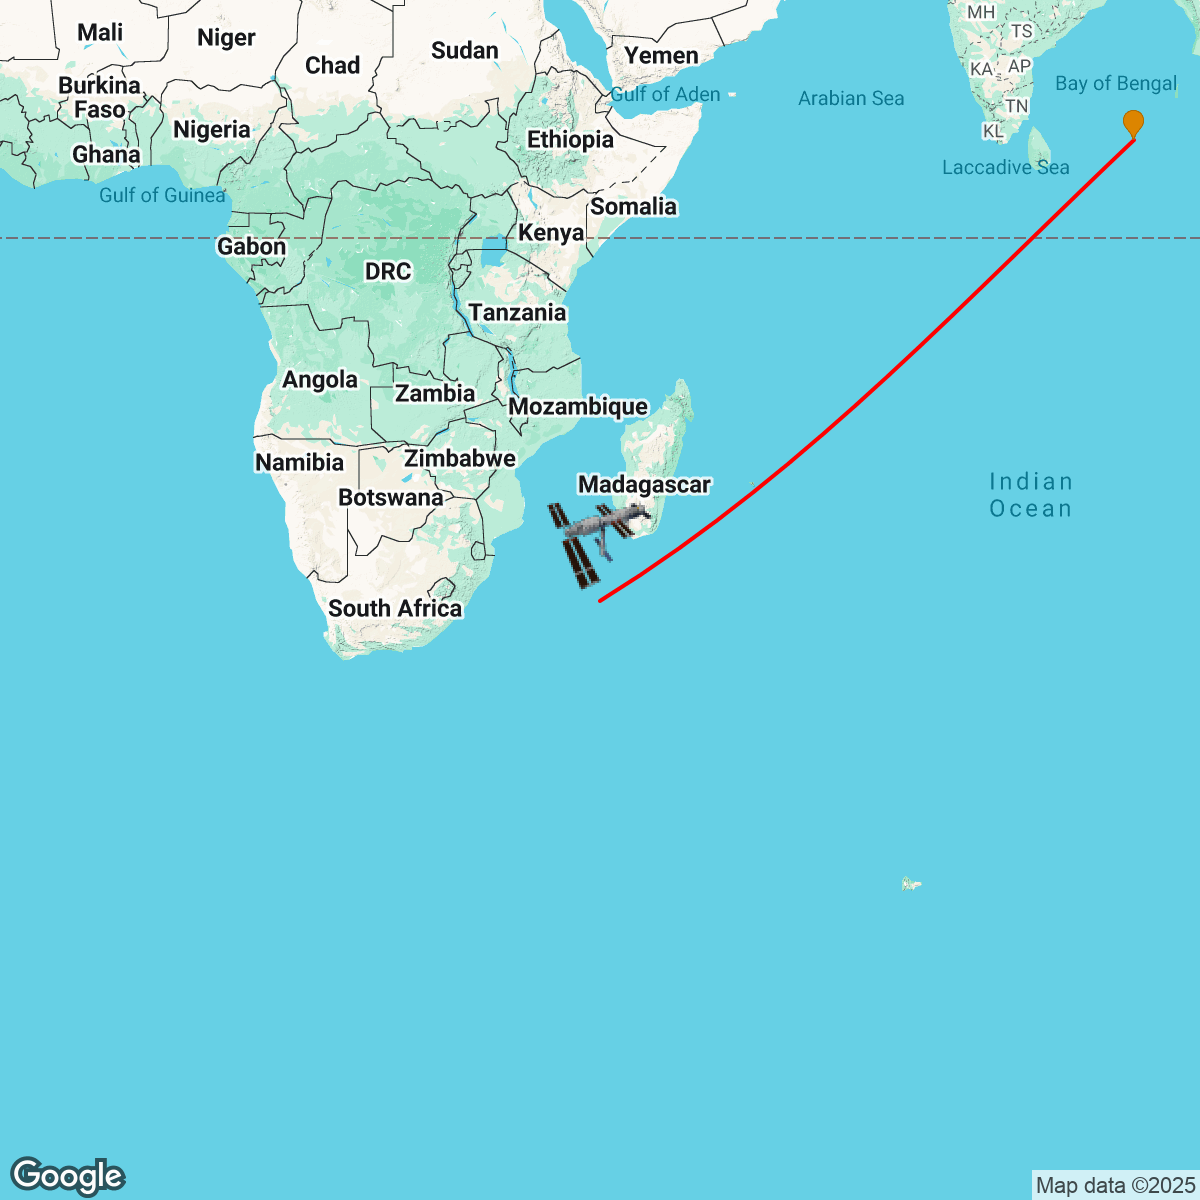 MH
Mali
Niger
TS
Sudan
Yemen
Chad
KA
AP
Burkina
Faso
Bay of Bengal
Gulf of Aden
Arabian Sea
TN
Nigeria
KL
Ethiopia
Ghana
Laccadive Sea
Gulf of Guinea
Somalia
Kenya
Gabon
DRC
Tanzania
Angola
Zambia
Mozambique
Namibia
Zimbabwe
Madagascar
Indian
Ocean
Botswana
South Africa
Google
Map data ©2025